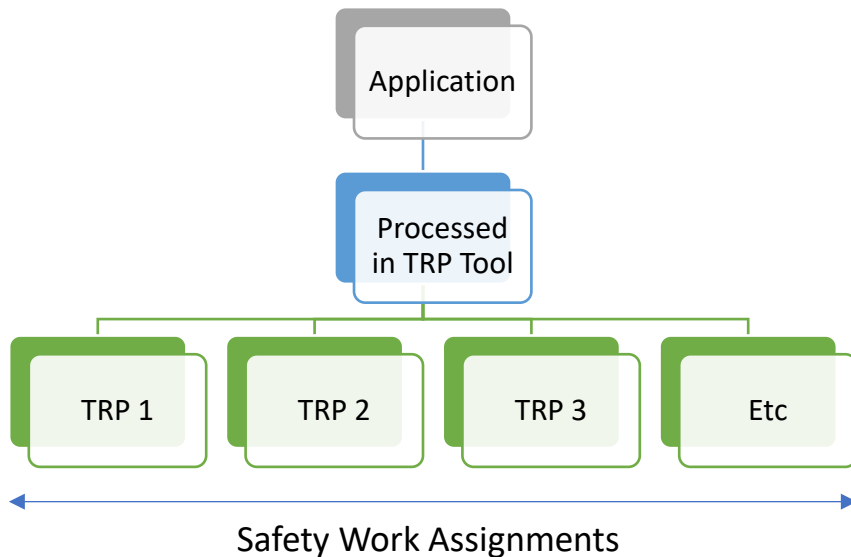 Application
Processed
in TRP Tool
TRP 1
TRP 2
TRP 3
Etc
Safety Work Assignments